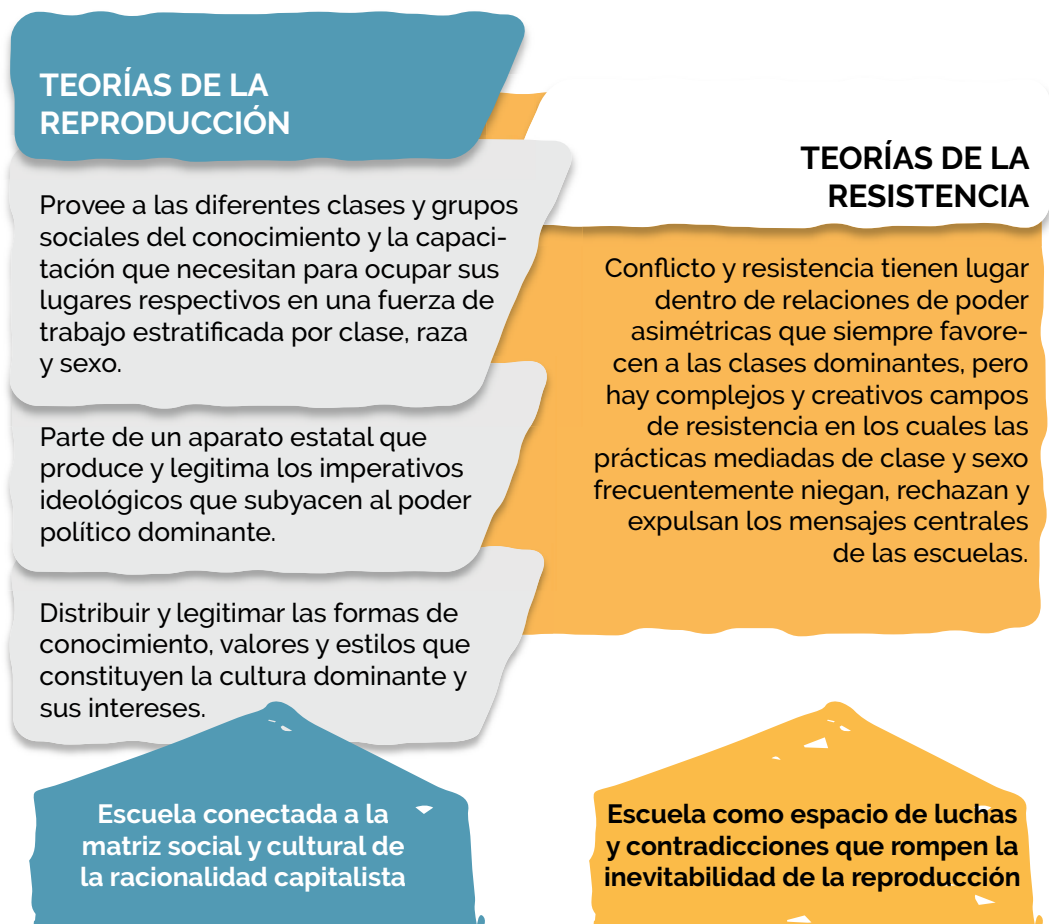 TEORÍAS DE LA
REPRODUCCIÓN
Provee a las diferentes clases y grupos
sociales del conocimiento y la capaci-
tación que necesitan para ocupar sus
lugares respectivos en una fuerza de
trabajo estratificada por clase, raza
y sexo.
Parte de un aparato estatal que
produce y legitima los imperativos
ideológicos que subyacen al poder
político dominante.
Distribuir y legitimar las formas de
conocimiento, valores y estilos que
constituyen la cultura dominante y
sus intereses.
Escuela conectada a la
matriz social y cultural de
la racionalidad capitalista
TEORÍAS DE LA
RESISTENCIA
Conflicto y resistencia tienen lugar
dentro de relaciones de poder
asimétricas que siempre favore-
cen a las clases dominantes, pero
hay complejos y creativos campos
de resistencia en los cuales las
prácticas mediadas de clase y sexo
frecuentemente niegan, rechazan y
expulsan los mensajes centrales
de las escuelas.
Escuela como espacio de luchas
y contradicciones que rompen la
inevitabilidad de la reproducción